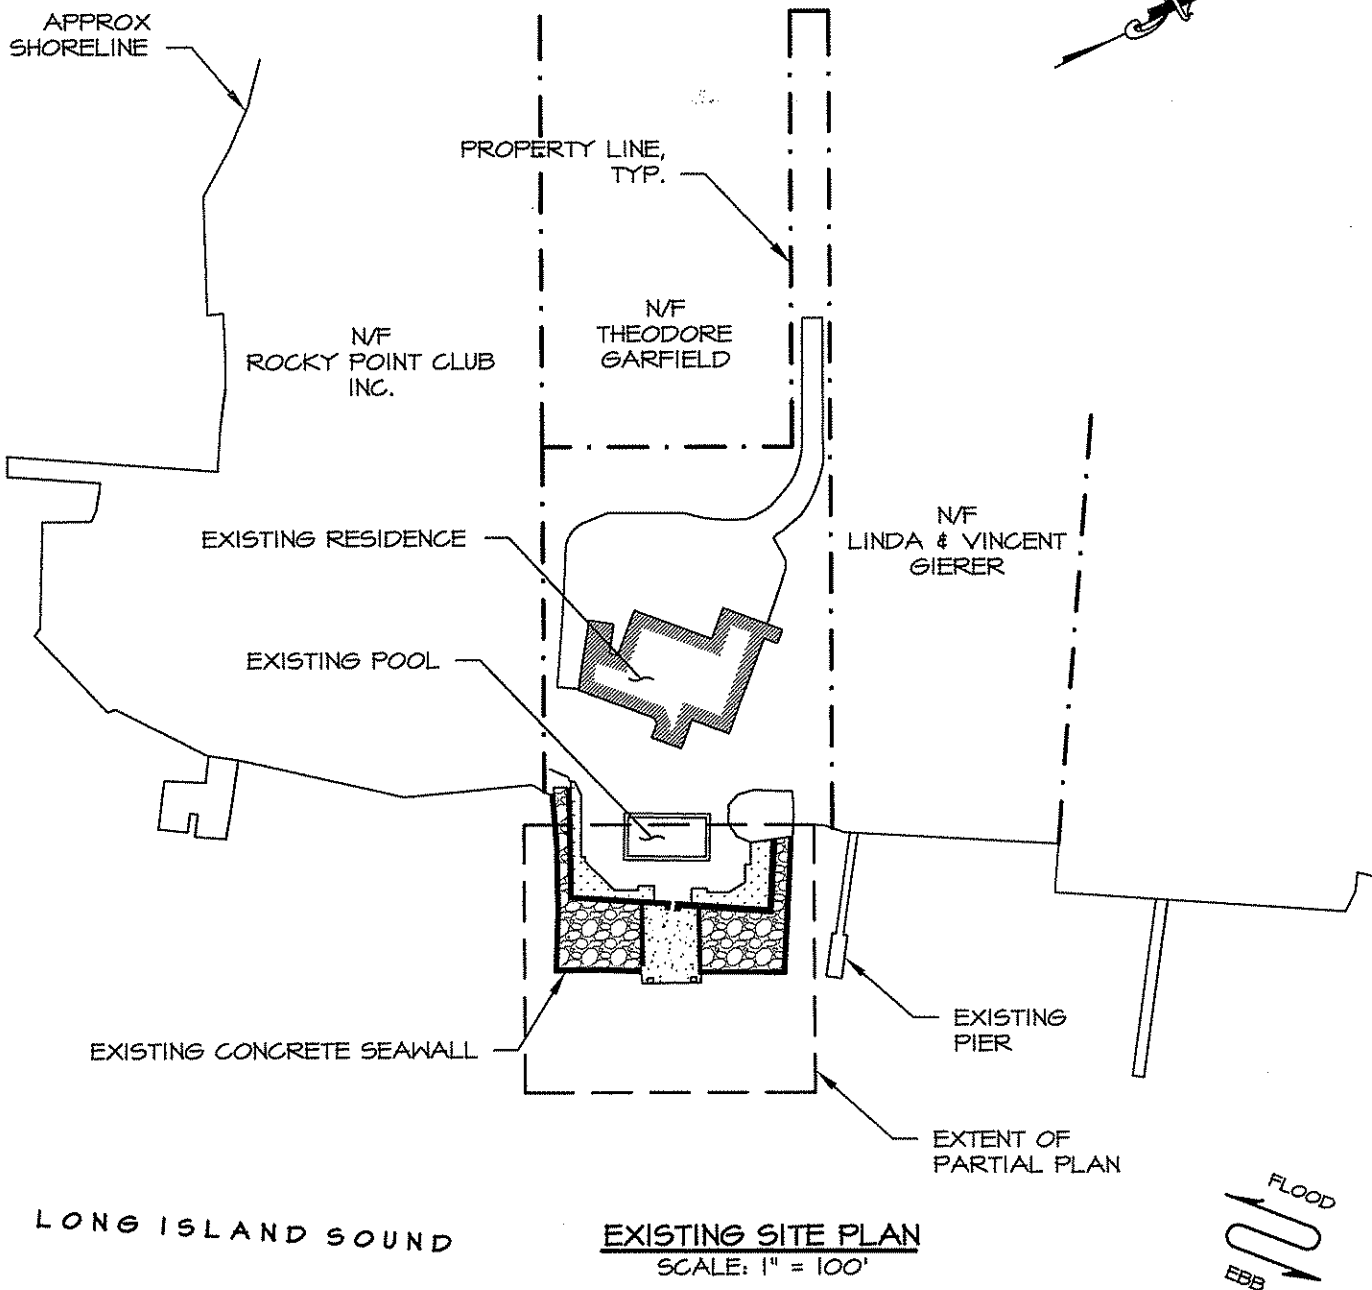 APPROX
SHORELINE
PROPERTY LINE,
TYP.
N/F
THEODORE
GARFIELD
N/F
ROCKY POINT CLUB
INC.
N/F
LINDA & VINCENT
GIERER
EXISTING RESIDENCE
EXISTING POOL
EXISTING CONCRETE SEAWALL
EXISTING
PIER
EXTENT OF
PARTIAL PLAN
LONG ISLAND SOUND
EXISTING SITE PLAN
SCALE: 1" = 100'
FLOOD
EBB